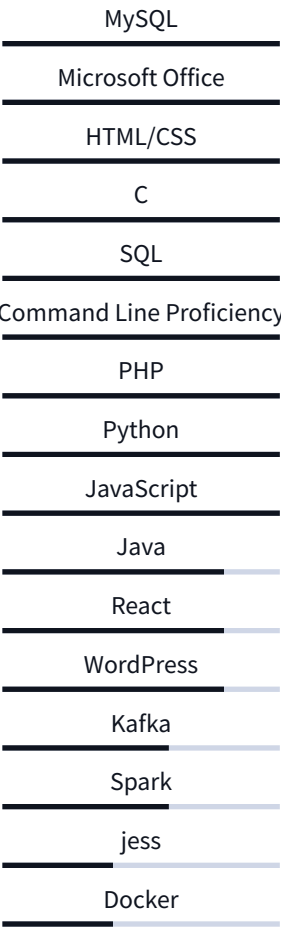 MySQL
Microsoft Office
HTML/CSS
C
SQL
Command Line Proficiency
PHP
Python
JavaScript
Java
React
WordPress
Kafka
Spark
jess
Docker